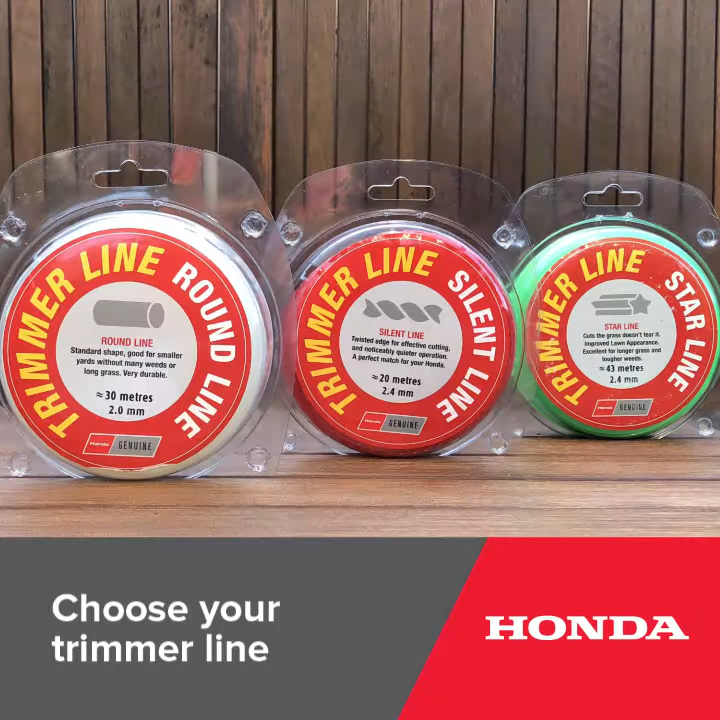 TRIMMER LINE ROUND LINE
ROUND LINE
Standard shape, good for smaller
yards without many weeds or
long grass. Very durable.
≈30 metres
2.0 mm
Honda GENUINE
TRIMMER LINE SILENT LINE
SILENT LINE
Twisted edge for effective cutting,
and noticeably quieter operation.
A perfect match for your Honda.
≈20 metres
2.4 mm
Honda GENUINE
TRIMMER LINE STAR LINE
STAR LINE
Cuts the grass doesn't tear it.
Improved Lawn Appearance.
Excellent for longer grass and
tougher weeds.
≈43 metres
2.4 mm
Honda GENUINE
Choose your
trimmer line
HONDA